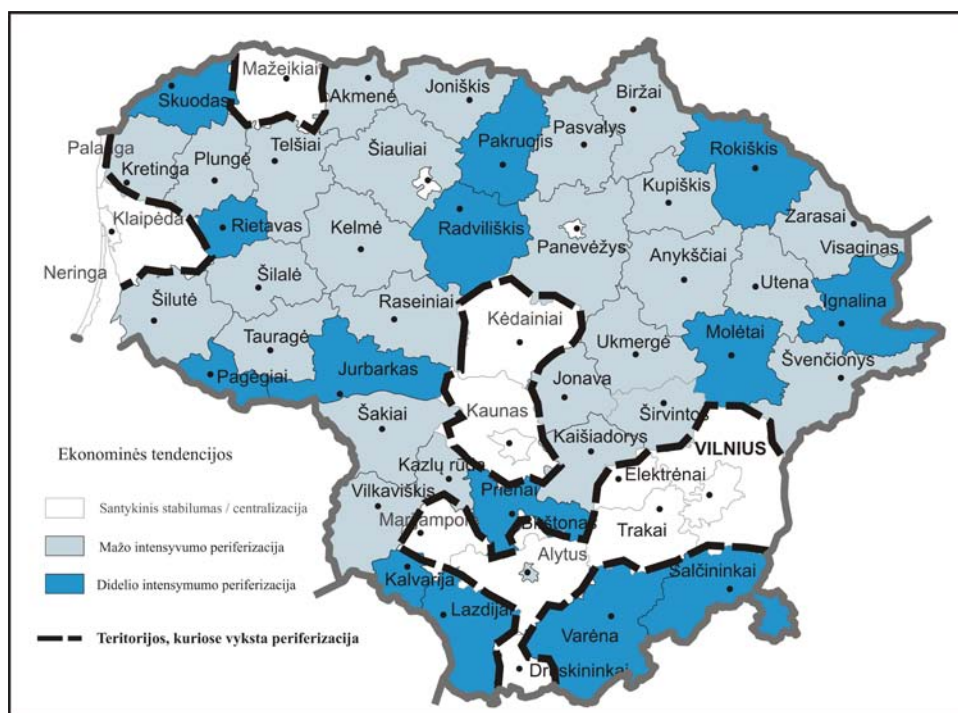 Mažeikiai
Skuodas
Akmenė
Joniškis
Biržai
Palanga
Kretinga
Plungė
Telšiai
Šiauliai
Pakruojis
Pasvalys
Rokiškis
Klaipėda
Rietavas
Kelmė
Radviliškis
Panevėžys
Kupiškis
Zarasai
Visaginas
Neringa
Šilutė
Šilalė
Raseiniai
Anykščiai
Utena
Ignalina
Tauragė
Kėdainiai
Ukmergė
Molėtai
Švenčionys
Pagėgiai
Jurbarkas
Jonava
Šakiai
Kaunas
Širvintos
Kaišiadorys
VILNIUS
Kazlų rūda
Elektrėnai
Vilkaviškis
Prienai
Marijampolė
Birštonas
Trakai
Alytus
Kalvarija
Šalčininkai
Lazdijai
Varėna
Druskininkai
Ekonominės tendencijos
Santykinis stabilumas / centralizacija
Mažo intensyvumo periferizacija
Didelio intensymumo periferizacija
Teritorijos, kuriose vyksta periferizacija